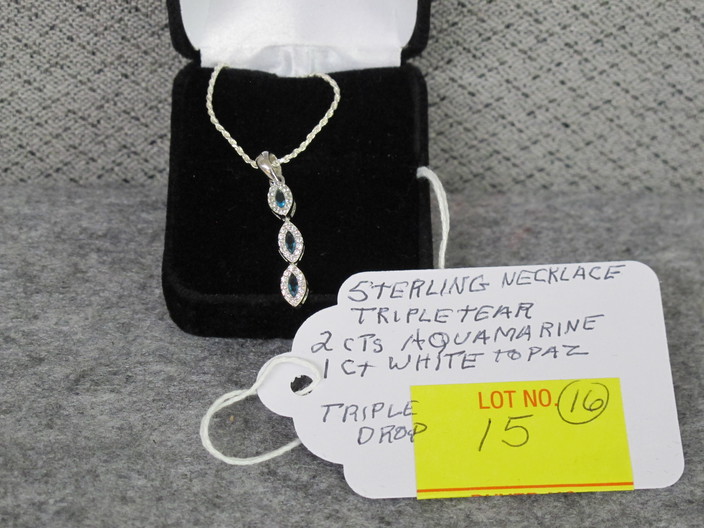 STERLING NECKLACE
TRIPLE TEAR
2 CTS AQUAMARINE
1 CT WHITE TOPAZ
TRIPLE
DROP
LOT NO. 16
15